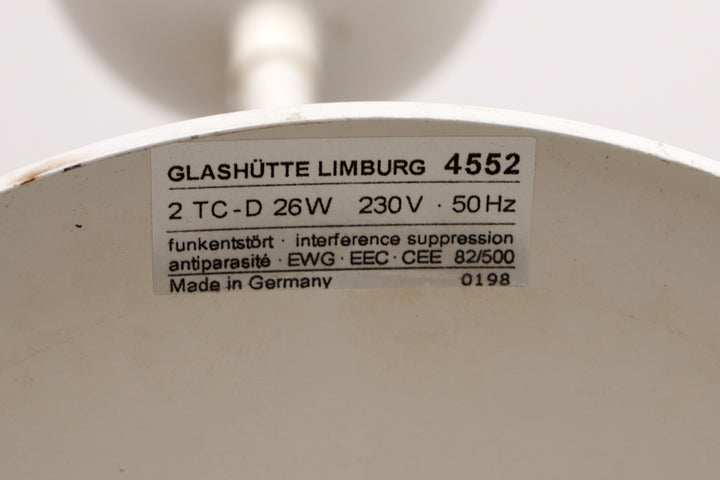 GLASHÜTTE LIMBURG 4552
2 TC-D 26W 230V · 50Hz
funkentstört · interference suppression
antiparasité · EWG · EEC · CEE 82/500
Made in Germany 0198